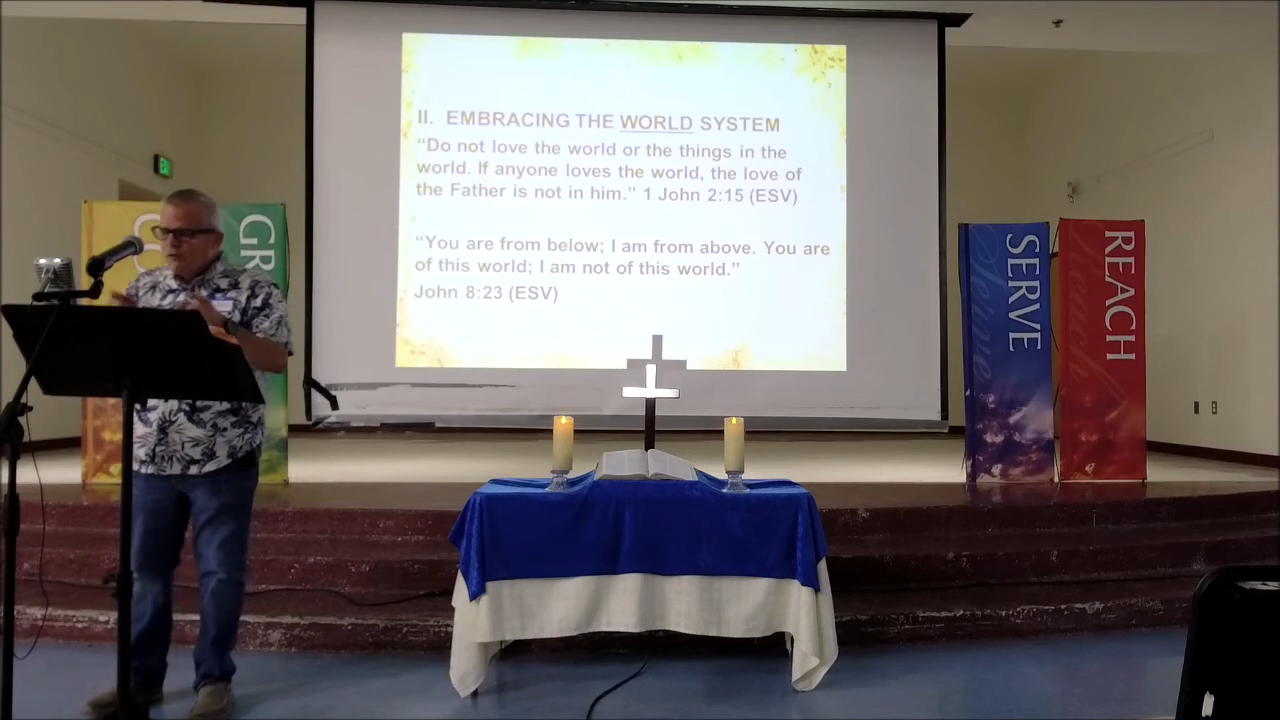 II. EMBRACING THE WORLD SYSTEM
“Do not love the world or the things in the
world. If anyone loves the world, the love of
the Father is not in him.” 1 John 2:15 (ESV)
“You are from below; I am from above. You are
of this world; I am not of this world.”
John 8:23 (ESV)
GR
SERVE
Serve
REACH
Reach